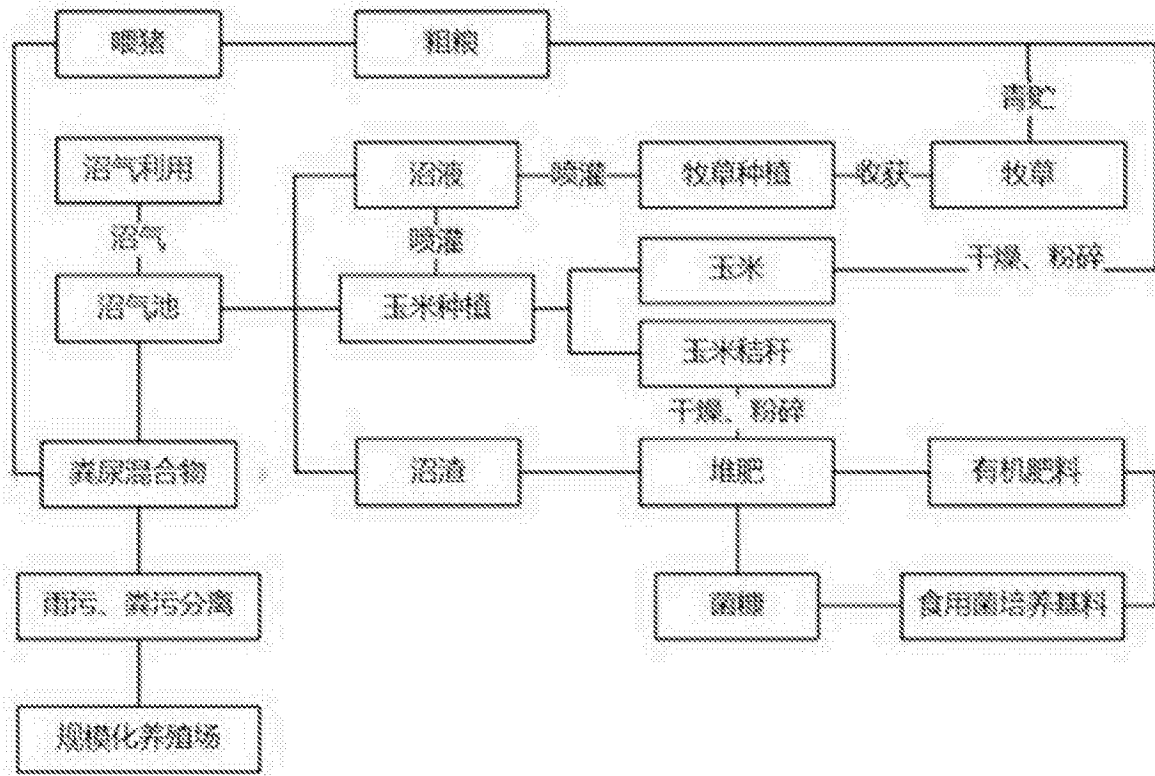 喂猪
粗粮
青贮
沼气利用
沼液
喷灌
牧草种植
收获
牧草
沼气
喷灌
玉米
干燥、粉碎
沼气池
玉米种植
玉米秸秆
干燥、粉碎
粪尿混合物
沼渣
堆肥
有机肥料
雨污、粪污分离
菌糠
食用菌培养基料
规模化养殖场